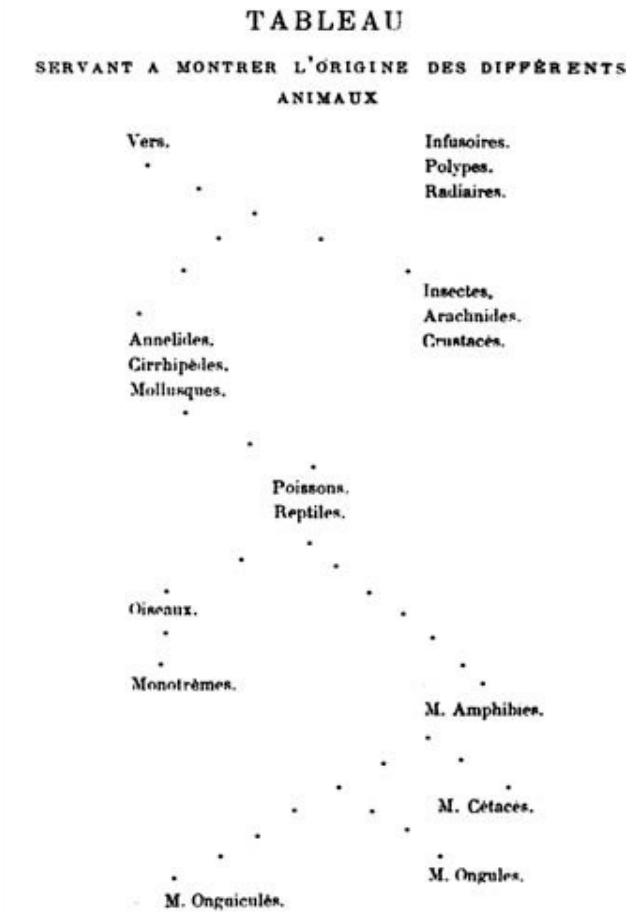 TABLEAU
SERVANT A MONTRER L'ORIGINE DES DIFFÉRENTS
ANIMAUX
Vers.
Infusoires.
Polypes.
Radiaires.
Insectes.
Arachnides.
Crustacés.
Annelides.
Cirrhipèdes.
Mollusques.
Poissons.
Reptiles.
Oiseaux.
Monotrèmes.
M. Amphibies.
M. Cétacés.
M. Ongulés.
M. Onguiculés.